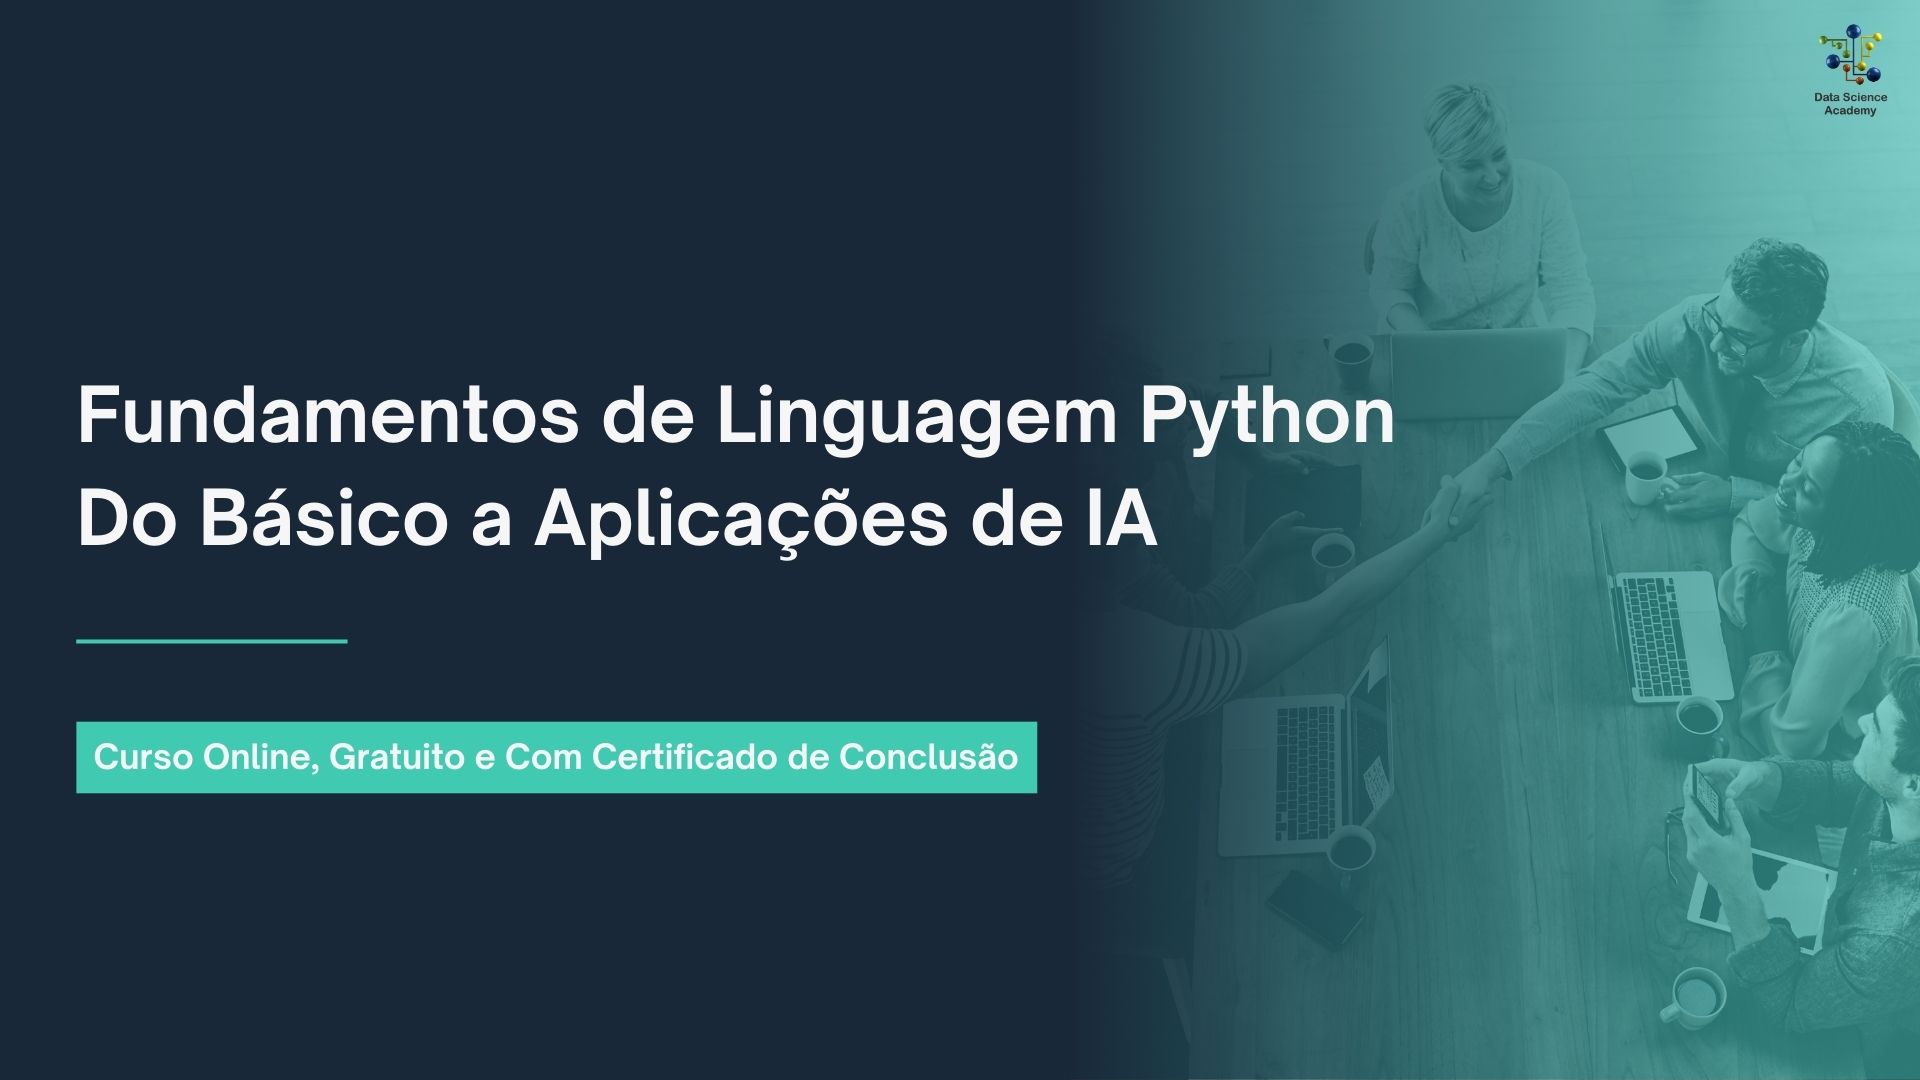 Data Science
Academy
Fundamentos de Linguagem Python
Do Básico a Aplicações de IA
Curso Online, Gratuito e Com Certificado de Conclusão